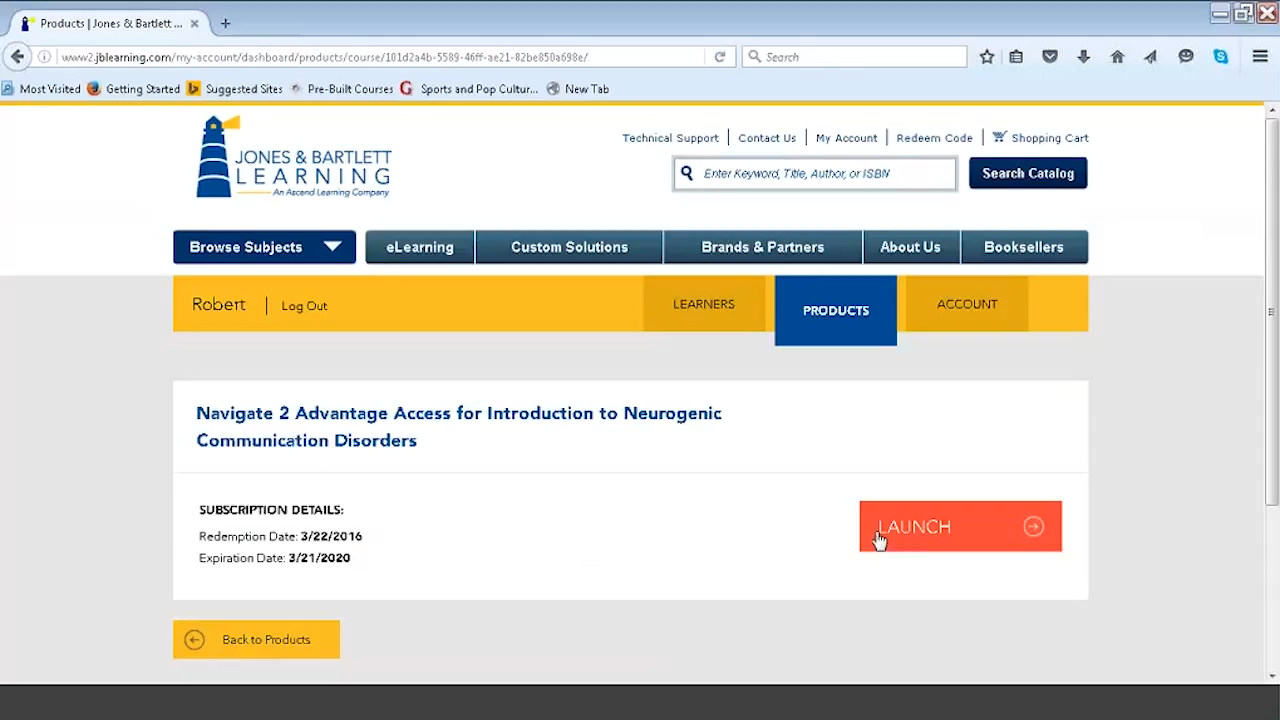 Products | Jones & Bartlett ...
www2.jblearning.com/my-account/dashboard/products/course/101d2a4b-5589-46ff-ae21-82be850a698e/
Search
Most Visited Getting Started Suggested Sites Pre-Built Courses Sports and Pop Cultur... New Tab
JONES & BARTLETT
LEARNING
An Ascend Learning Company
Technical Support | Contact Us | My Account | Redeem Code | Shopping Cart
Enter Keyword, Title, Author, or ISBN
Search Catalog
Browse Subjects eLearning Custom Solutions Brands & Partners About Us Booksellers
Robert | Log Out LEARNERS PRODUCTS ACCOUNT
Navigate 2 Advantage Access for Introduction to Neurogenic
Communication Disorders
SUBSCRIPTION DETAILS:
Redemption Date: 3/22/2016
Expiration Date: 3/21/2020
LAUNCH
Back to Products